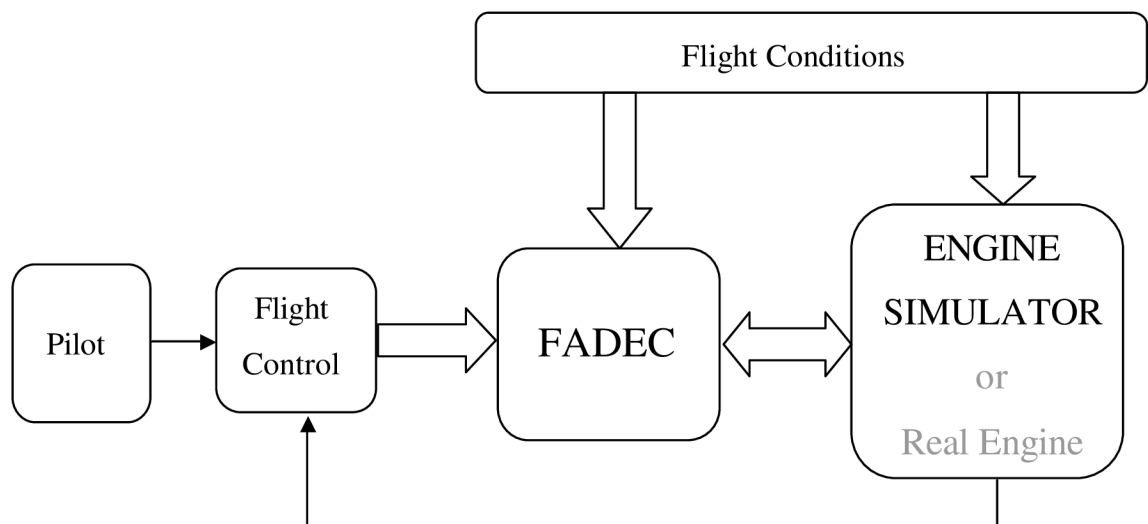 Flight Conditions
Pilot
Flight
Control
FADEC
ENGINE
SIMULATOR
or
Real Engine